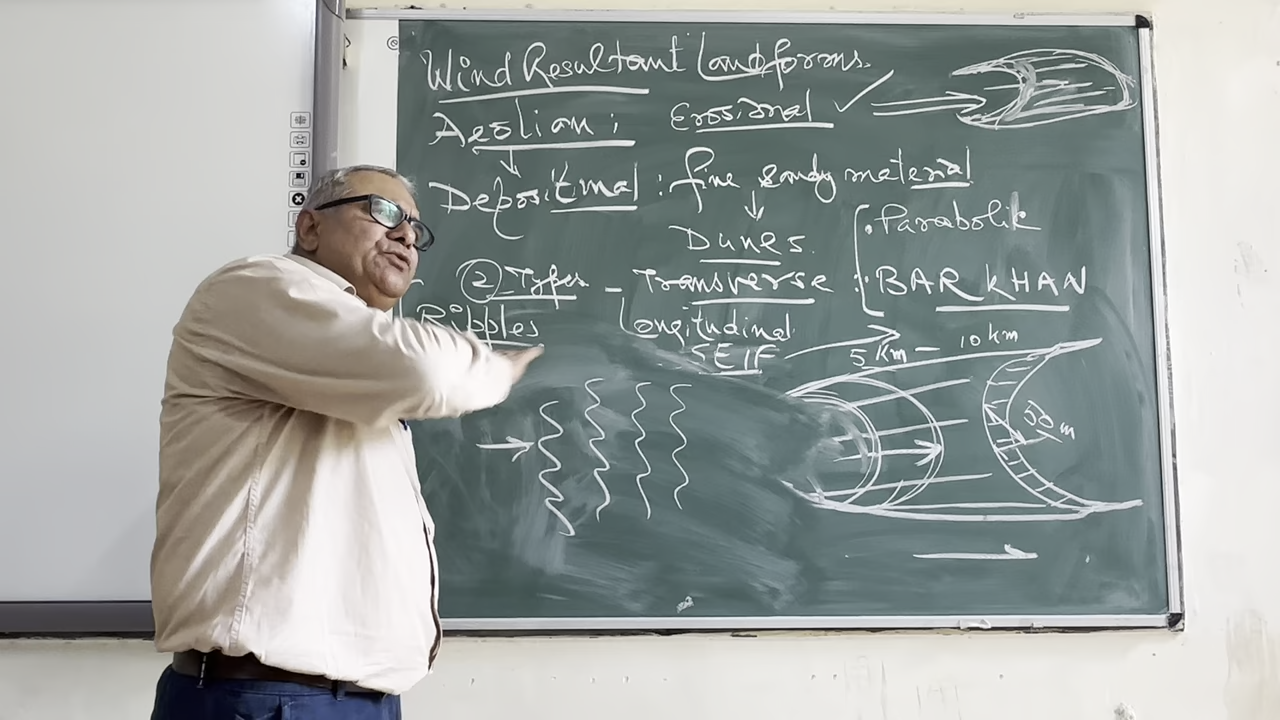 Wind Resultant Landforms.
Aeolian : Erosional ✓
Depositinal : fine sandy material
Dunes.
② Types - Transverse :
Longitudinal
SEIF
. Parabolik
BARKHAN
Ripples
5 Km - 10 km
50 m